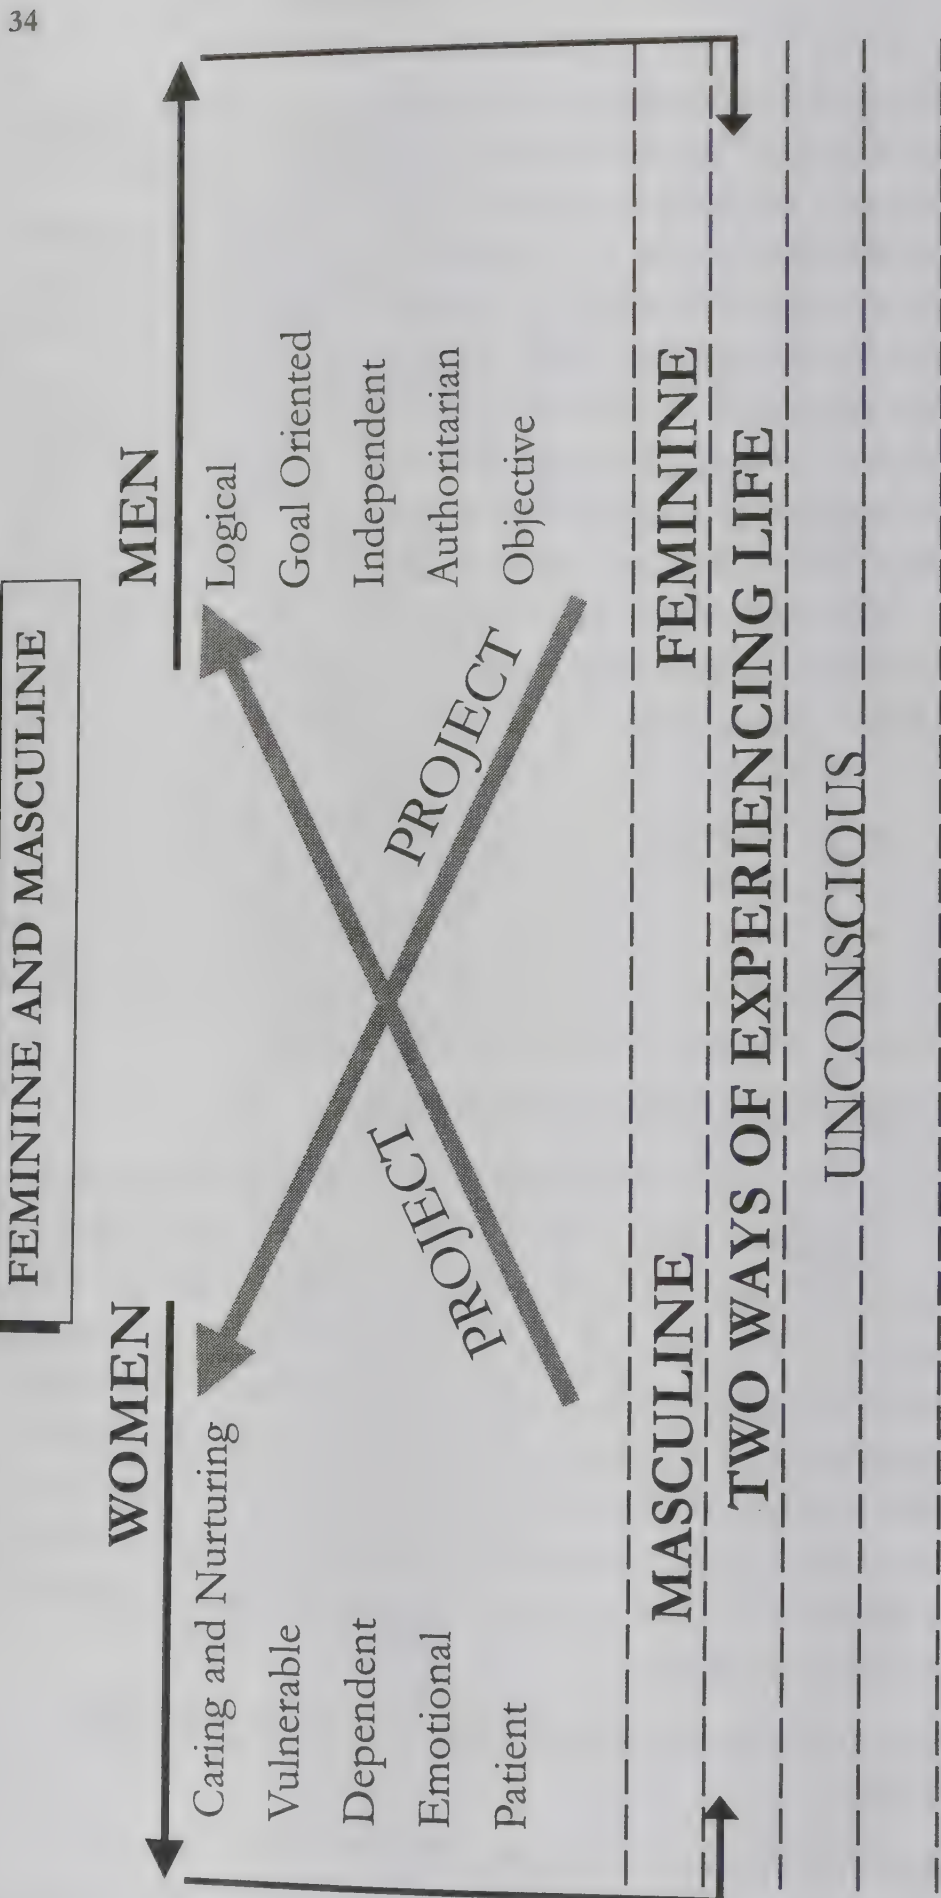 34
FEMININE AND MASCULINE
WOMEN
Caring and Nurturing
Vulnerable
Dependent
Emotional
Patient
MEN
Logical
Goal Oriented
Independent
Authoritarian
Objective
PROJECT
PROJECT
MASCULINE
FEMININE
TWO WAYS OF EXPERIENCING LIFE
UNCONSCIOUS